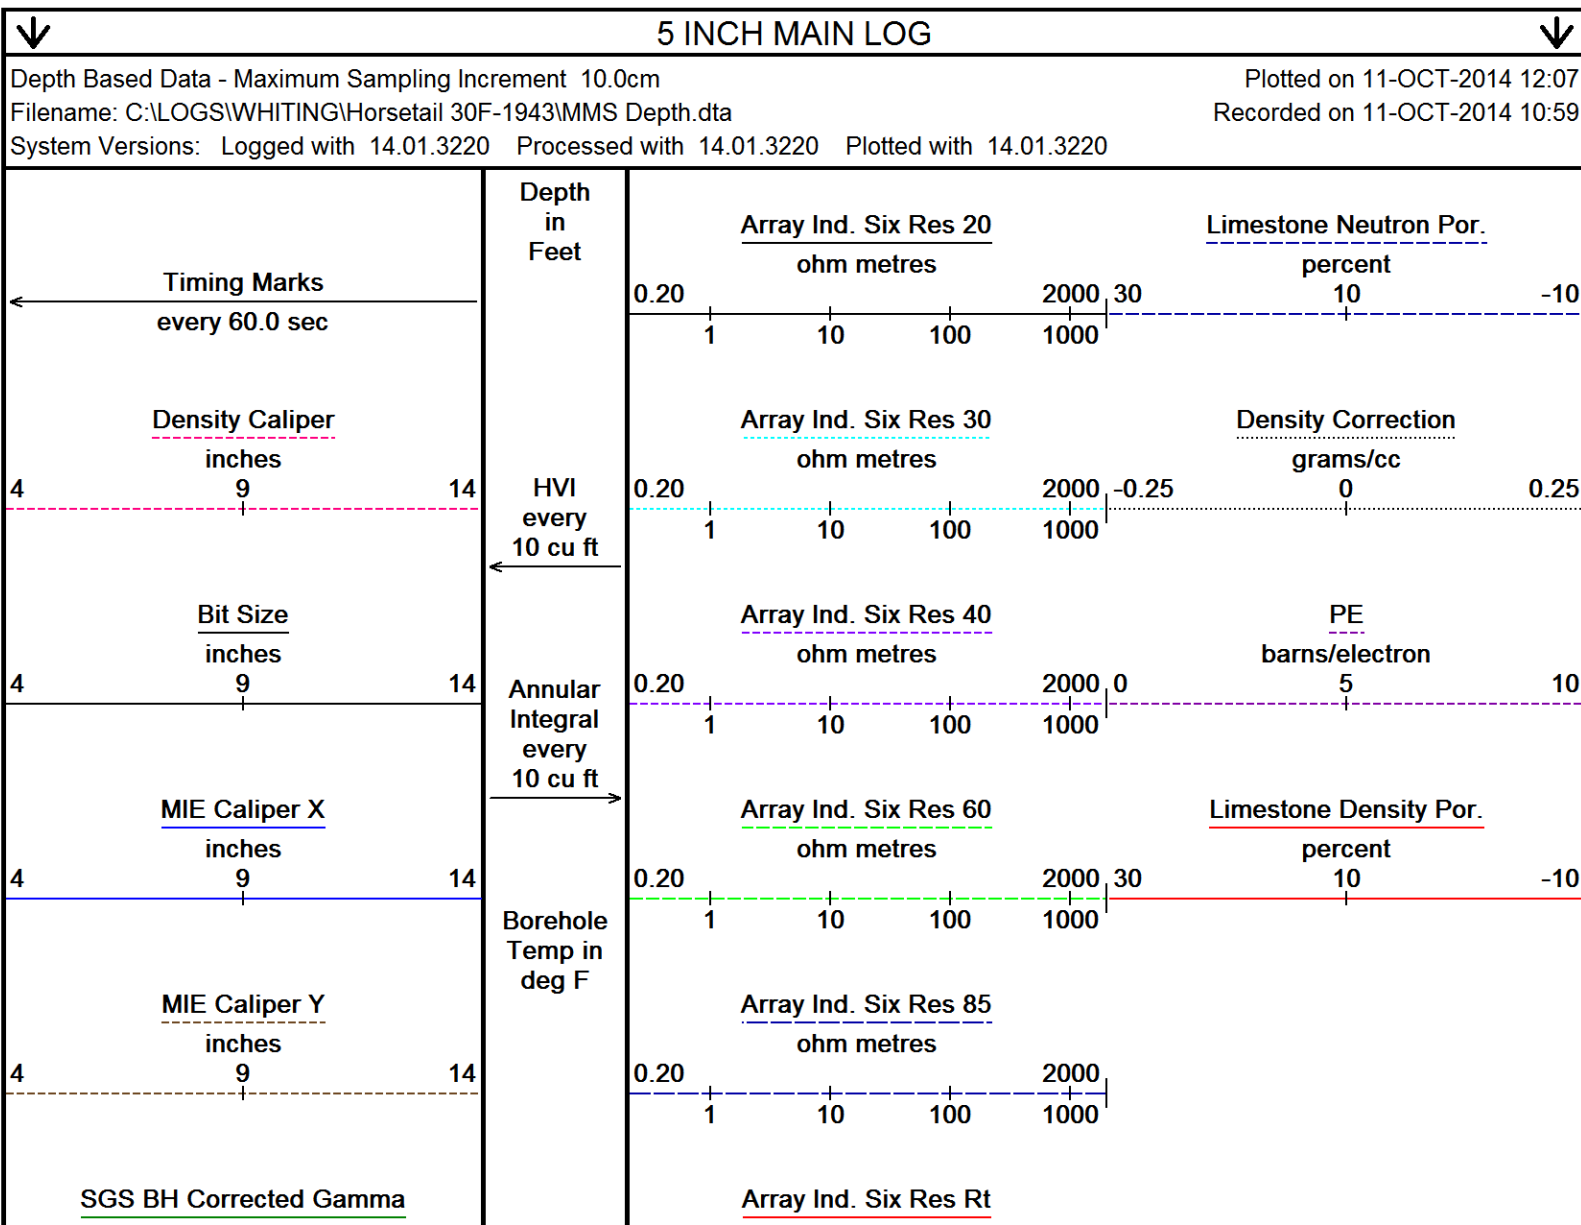 5 INCH MAIN LOG
Depth Based Data - Maximum Sampling Increment 10.0cm
Plotted on 11-OCT-2014 12:07
Filename: C:\LOGS\WHITING\Horsetail 30F-1943\MMS Depth.dta
Recorded on 11-OCT-2014 10:59
System Versions: Logged with 14.01.3220 Processed with 14.01.3220 Plotted with 14.01.3220
Timing Marks
every 60.0 sec
Density Caliper
inches
4 9 14
Bit Size
inches
4 9 14
MIE Caliper X
inches
4 9 14
MIE Caliper Y
inches
4 9 14
SGS BH Corrected Gamma
Depth
in
Feet
HVI
every
10 cu ft
Annular
Integral
every
10 cu ft
Borehole
Temp in
deg F
Array Ind. Six Res 20
ohm metres
0.20 2000
1 10 100 1000
Array Ind. Six Res 30
ohm metres
0.20 2000
1 10 100 1000
Array Ind. Six Res 40
ohm metres
0.20 2000
1 10 100 1000
Array Ind. Six Res 60
ohm metres
0.20 2000
1 10 100 1000
Array Ind. Six Res 85
ohm metres
0.20 2000
1 10 100 1000
Array Ind. Six Res Rt
Limestone Neutron Por.
percent
30 10 -10
Density Correction
grams/cc
-0.25 0 0.25
PE
barns/electron
0 5 10
Limestone Density Por.
percent
30 10 -10